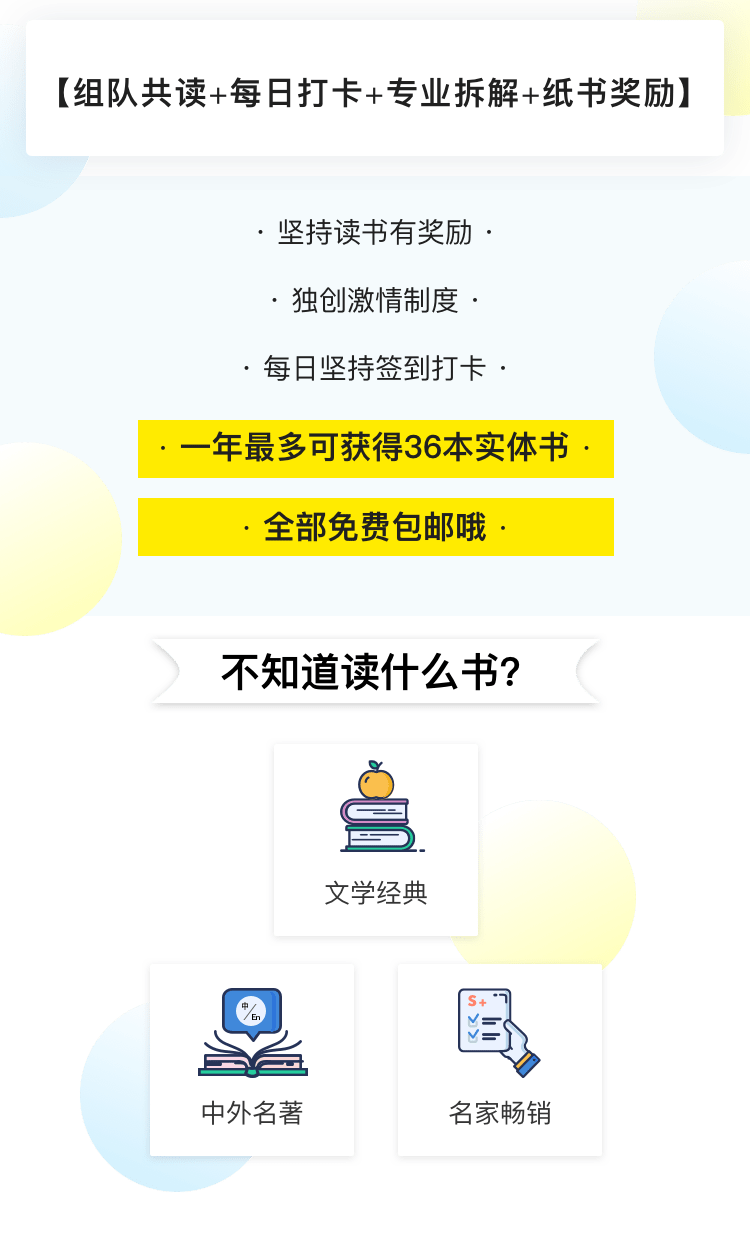 【组队共读+每日打卡+专业拆解+纸书奖励】
· 坚持读书有奖励 ·
· 独创激情制度 ·
· 每日坚持签到打卡 ·
· 一年最多可获得36本实体书 ·
· 全部免费包邮哦 ·
不知道读什么书?
文学经典
中/En
S+
中外名著
名家畅销